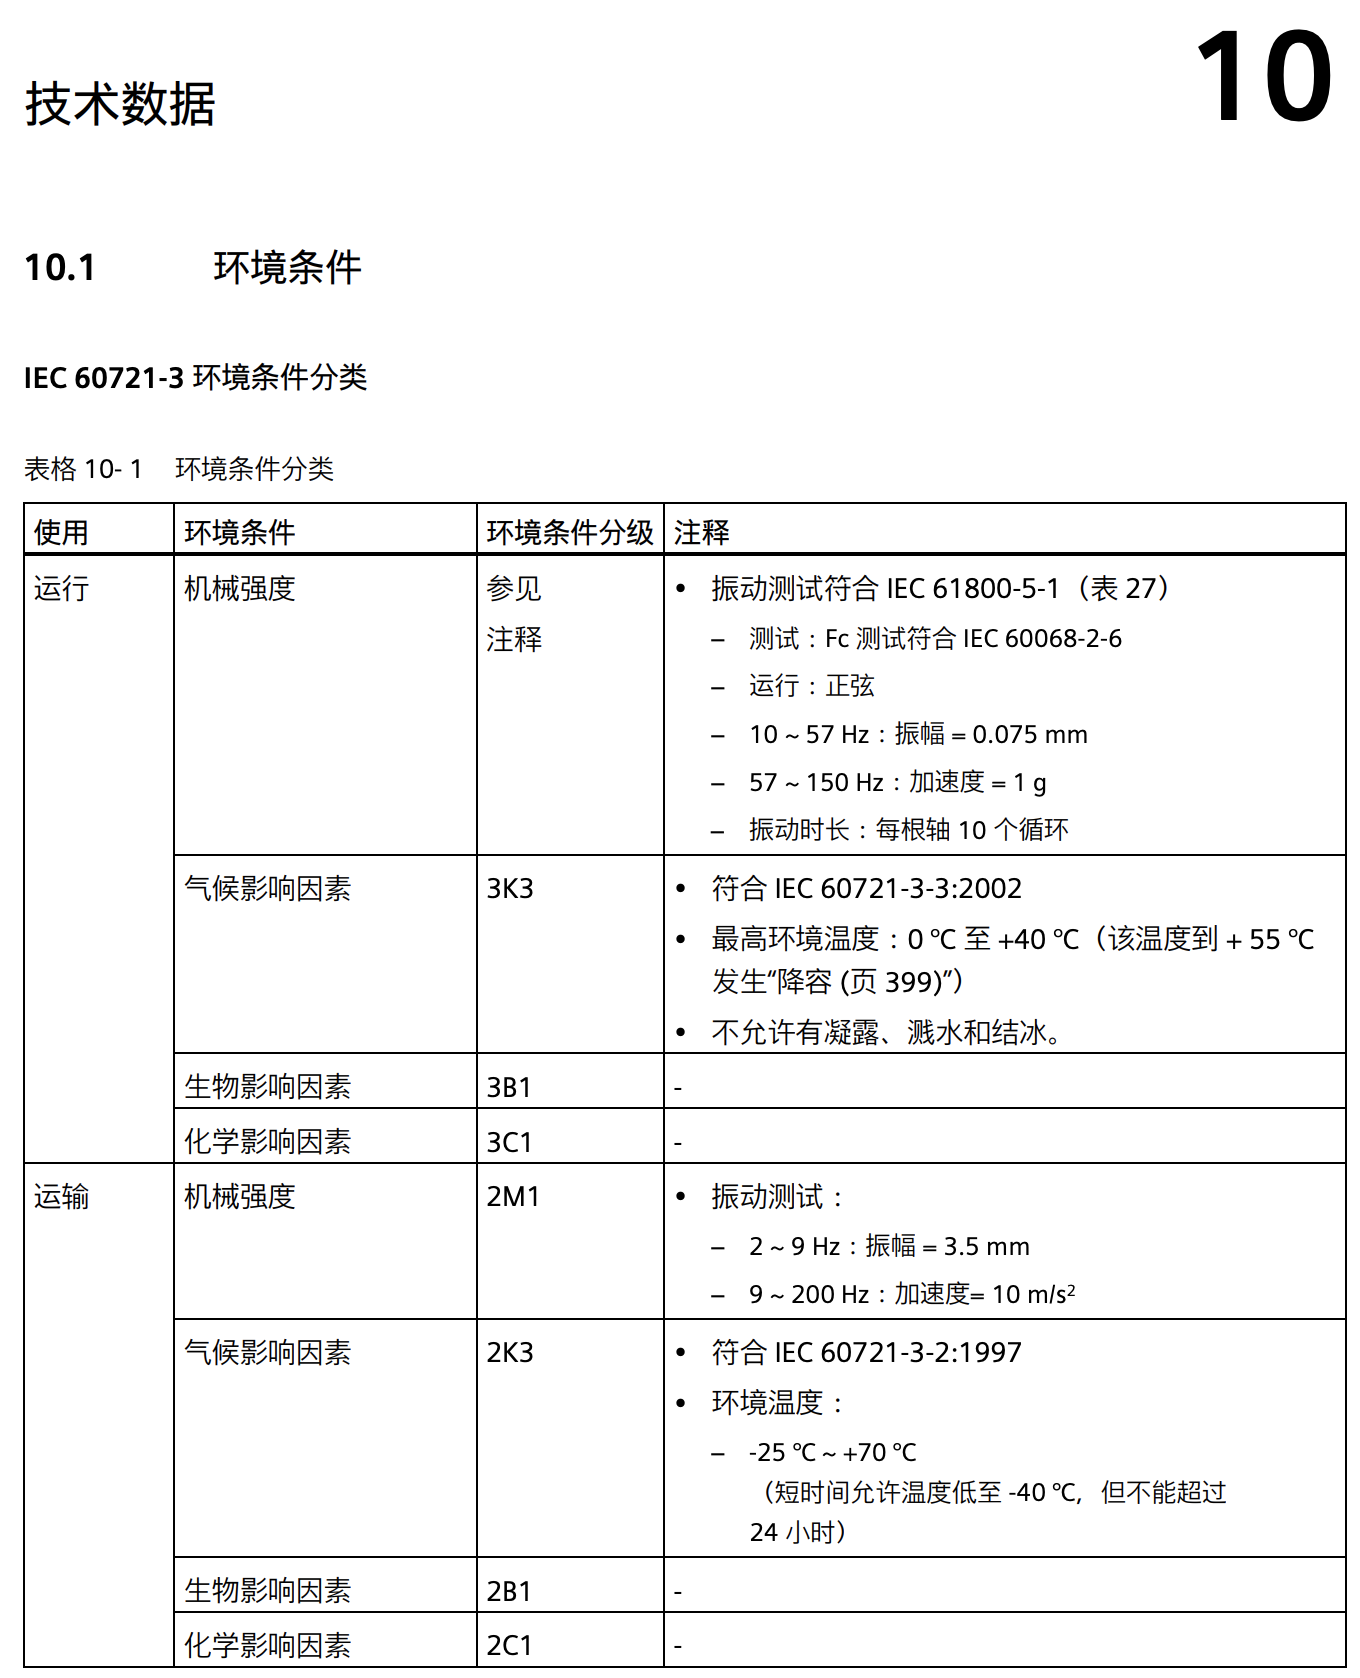 10
技术数据
10.1 环境条件
IEC 60721-3 环境条件分类
表格 10- 1 环境条件分类
使用 环境条件 环境条件分级 注释
运行 机械强度 参见 • 振动测试符合 IEC 61800-5-1（表 27）
注释
– 测试：Fc 测试符合 IEC 60068-2-6
– 运行：正弦
– 10 ~ 57 Hz：振幅 = 0.075 mm
– 57 ~ 150 Hz：加速度 = 1 g
– 振动时长：每根轴 10 个循环
气候影响因素 3K3 • 符合 IEC 60721-3-3:2002
• 最高环境温度：0 ℃ 至 +40 ℃（该温度到 + 55 ℃
发生“降容 (页 399)”）
• 不允许有凝露、溅水和结冰。
生物影响因素 3B1 -
化学影响因素 3C1 -
运输 机械强度 2M1 • 振动测试：
– 2 ~ 9 Hz：振幅 = 3.5 mm
– 9 ~ 200 Hz：加速度= 10 m/s²
气候影响因素 2K3 • 符合 IEC 60721-3-2:1997
• 环境温度：
– -25 ℃ ~ +70 ℃
（短时间允许温度低至 -40 ℃，但不能超过
24 小时）
生物影响因素 2B1 -
化学影响因素 2C1 -